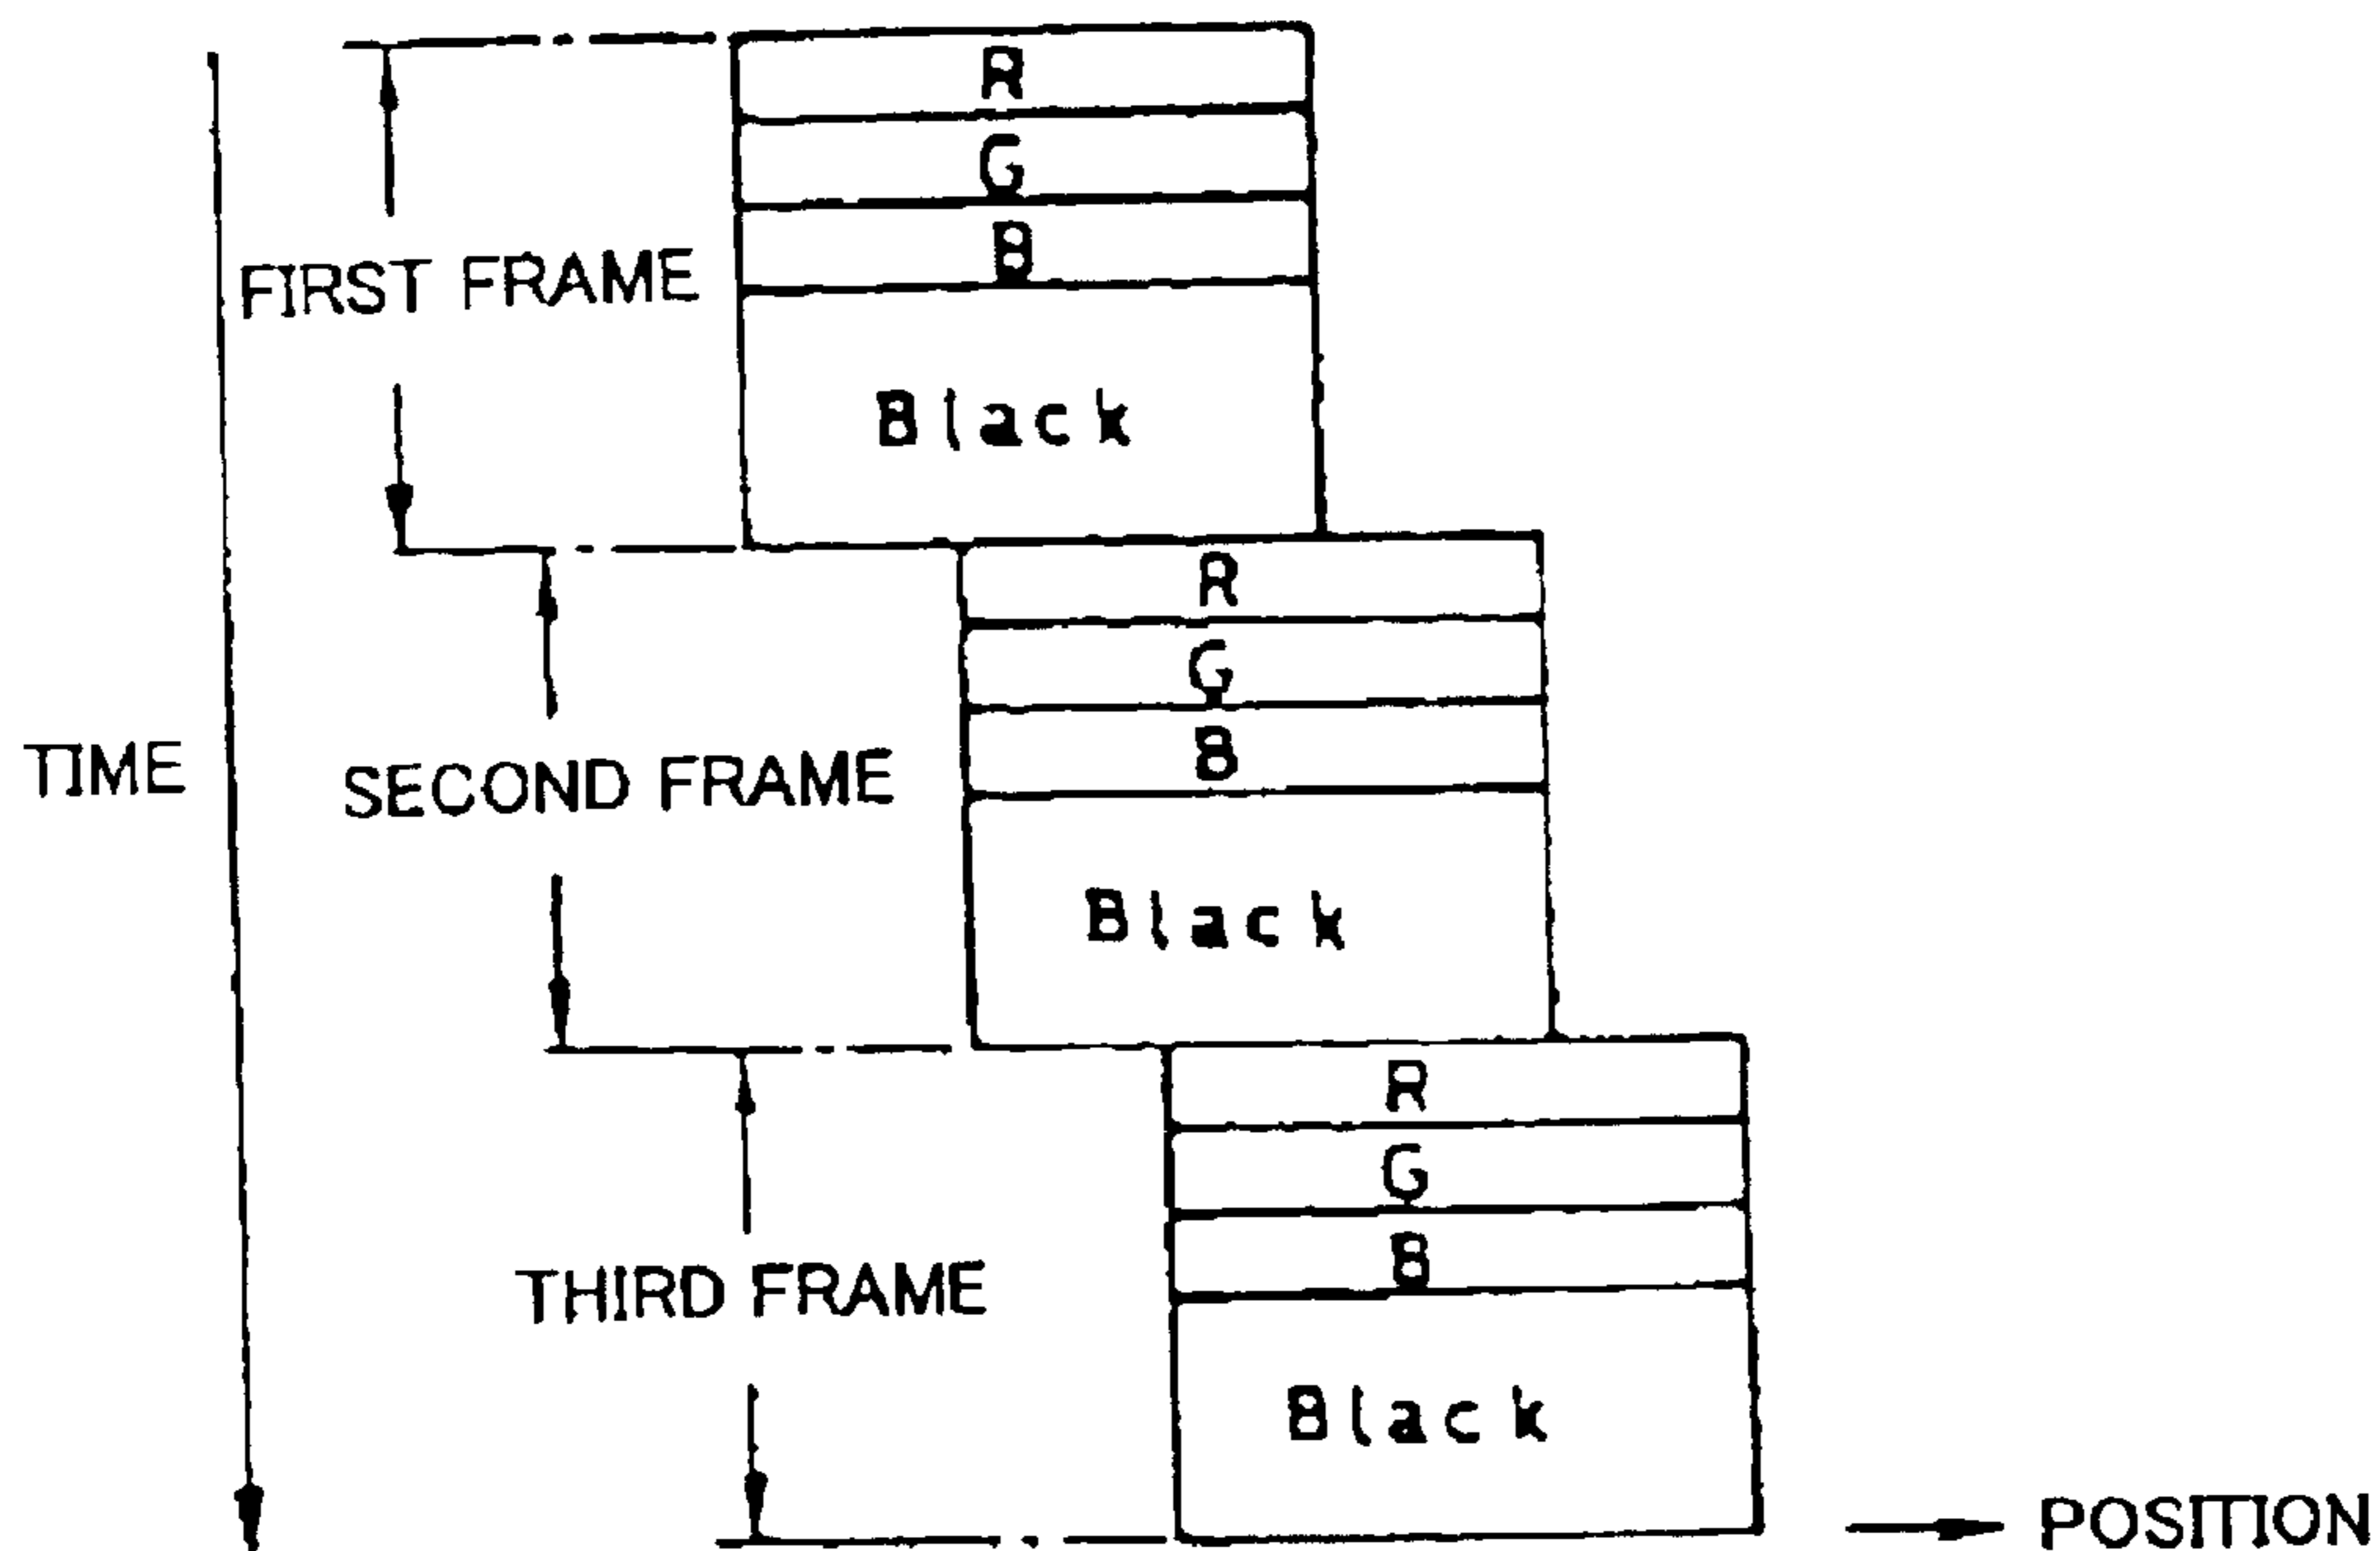 R
G
B
FIRST FRAME
Black
R
G
B
TIME
SECOND FRAME
Black
R
G
B
THIRD FRAME
Black
POSITION